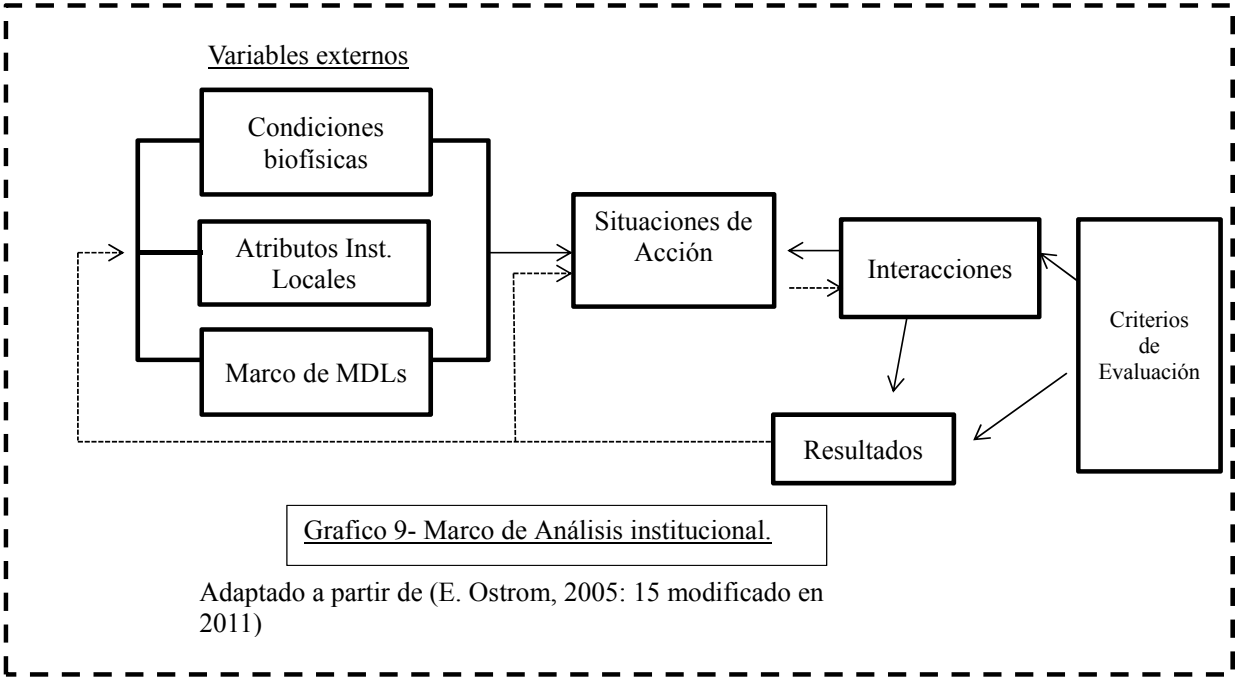 Variables externos
Condiciones
biofísicas
Atributos Inst.
Locales
Marco de MDLs
Situaciones de
Acción
Interacciones
Resultados
Criterios
de
Evaluación
Grafico 9- Marco de Análisis institucional.
Adaptado a partir de (E. Ostrom, 2005: 15 modificado en
2011)